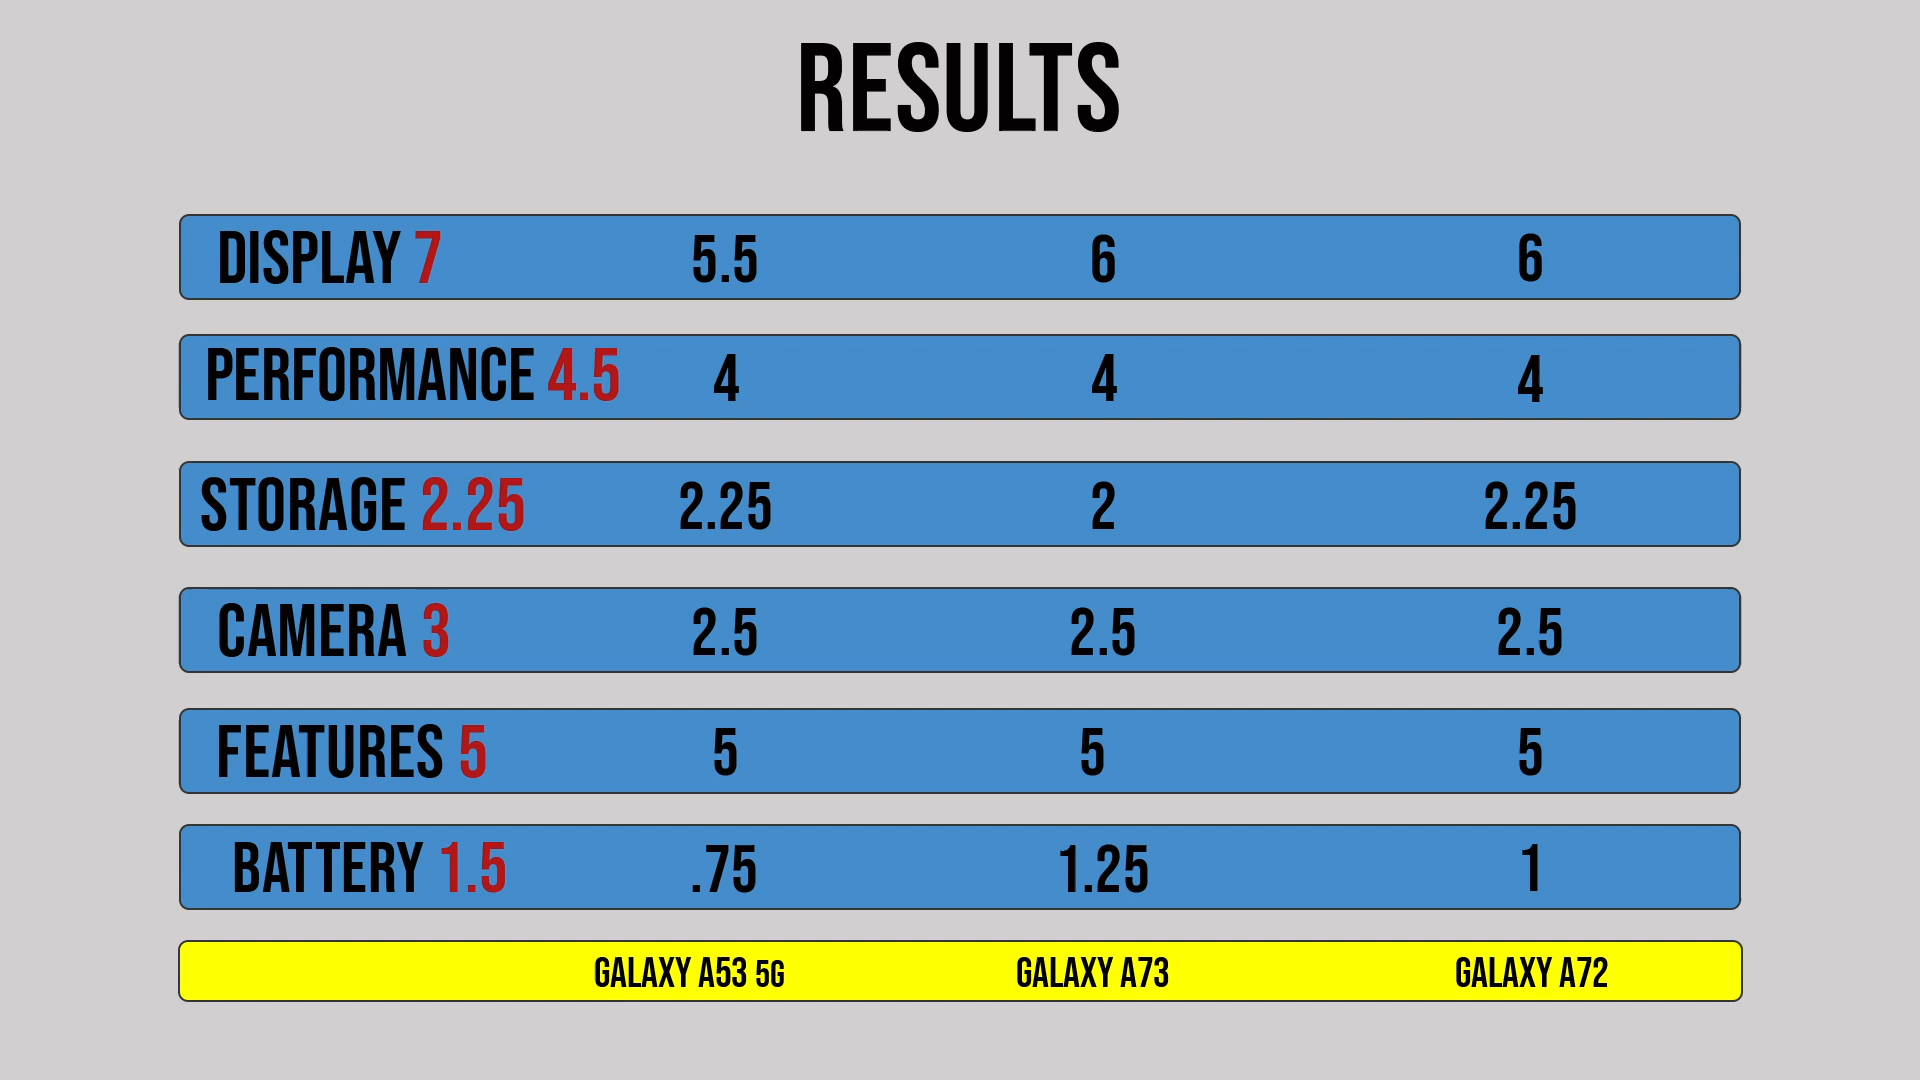 RESULTS
DISPLAY 7 5.5 6 6
PERFORMANCE 4.5 4 4 4
STORAGE 2.25 2.25 2 2.25
CAMERA 3 2.5 2.5 2.5
FEATURES 5 5 5 5
BATTERY 1.5 .75 1.25 1
GALAXY A53 5G GALAXY A73 GALAXY A72